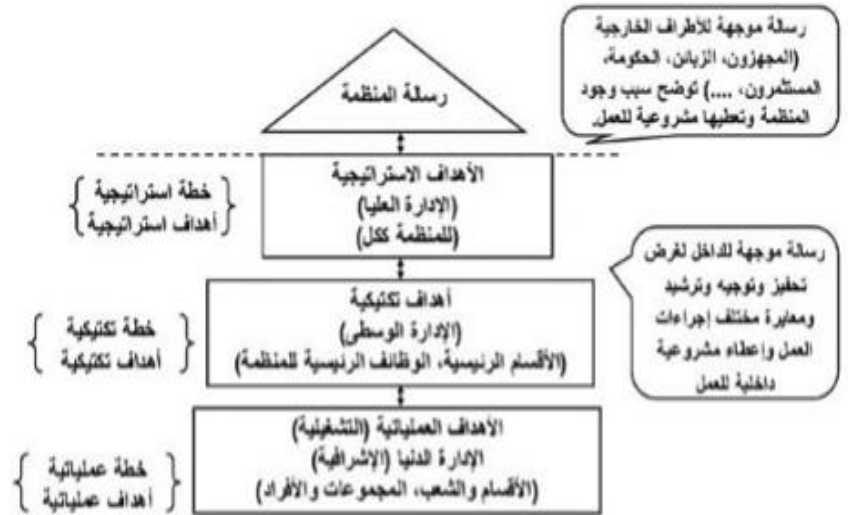 رسالة موجهة للأطراف الخارجية
(المجهزون، الزبائن، الحكومة،
المستثمرون، ....) توضح سبب وجود
المنظمة وتعطيها مشروعية للعمل.
رسالة المنظمة
الأهداف الاستراتيجية
(الإدارة العليا)
(للمنظمة ككل)
خطة استراتيجية
أهداف استراتيجية
رسالة موجهة للداخل لغرض
تحفيز وتوجيه وترشيد
ومعايرة مختلف إجراءات
العمل وإعطاء مشروعية
داخلية للعمل
أهداف تكتيكية
(الإدارة الوسطى)
(الأقسام الرئيسية، الوظائف الرئيسية للمنظمة)
خطة تكتيكية
أهداف تكتيكية
الأهداف العملياتية (التشغيلية)
الإدارة الدنيا (الإشرافية)
(الأقسام والشعب، المجموعات والأفراد)
خطة عملياتية
أهداف عملياتية